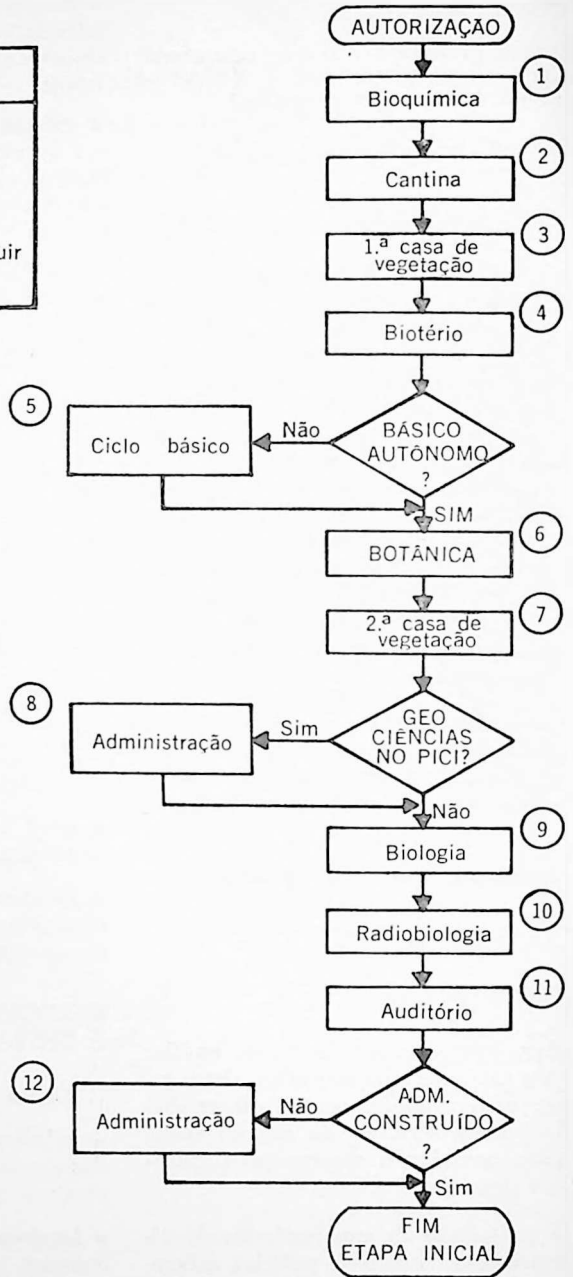 AUTORIZAÇÃO
1
Bioquímica
2
Cantina
3
1.ª casa de
vegetação
uir
4
Biotério
5
Ciclo básico
Não
BÁSICO
AUTÔNOMO
?
SIM
6
BOTÂNICA
7
2.ª casa de
vegetação
8
Administração
Sim
GEO
CIÊNCIAS
NO PICI?
Não
9
Biologia
10
Radiobiologia
11
Auditório
12
Administração
Não
ADM.
CONSTRUÍDO
?
Sim
FIM
ETAPA INICIAL